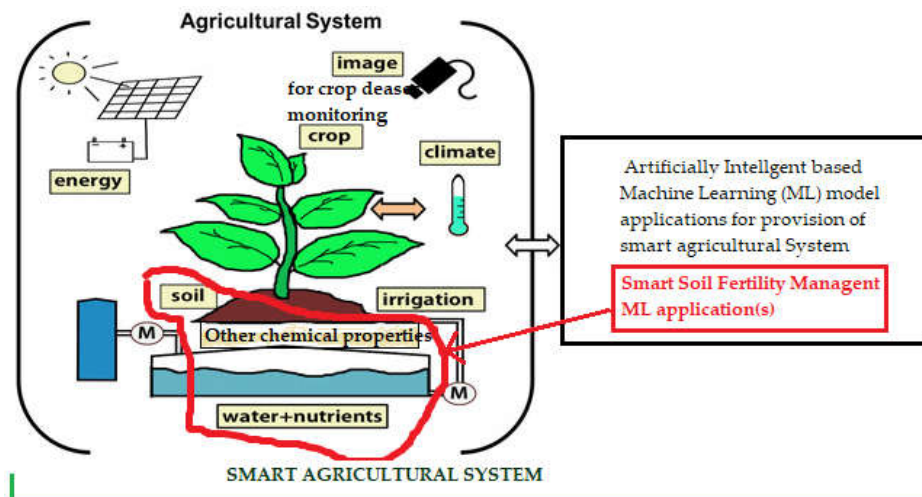 Agricultural System
image
for crop deases
monitoring
crop
climate
energy
Artificially Intellgent based
Machine Learning (ML) model
applications for provision of
smart agricultural System
Smart Soil Fertility Managent
ML application(s)
soil
irrigation
M
Other chemical properties
M
water+nutrients
SMART AGRICULTURAL SYSTEM